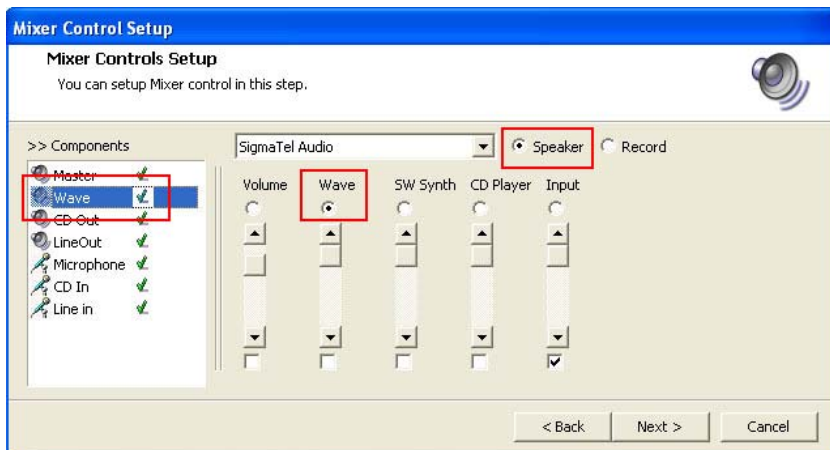 Mixer Control Setup
Mixer Controls Setup
You can setup Mixer control in this step.
>> Components
SigmaTel Audio
Speaker
Record
Master
Wave
CD Out
LineOut
Microphone
CD In
Line in
Volume Wave SW Synth CD Player Input
< Back Next > Cancel